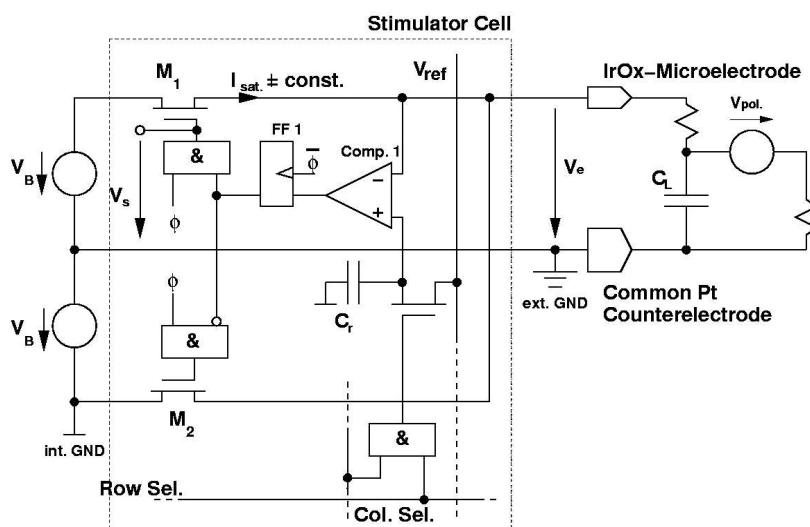 Stimulator Cell
M1
I sat. ± const.
Vref
IrOx−Microelectrode
Vpol.
FF 1
ϕ
Comp. 1
&
VB
Vs
−
+
Ve
CL
ϕ
ϕ
Cr
ext. GND
Common Pt
Counterelectrode
VB
&
M2
&
int. GND
Row Sel.
Col. Sel.